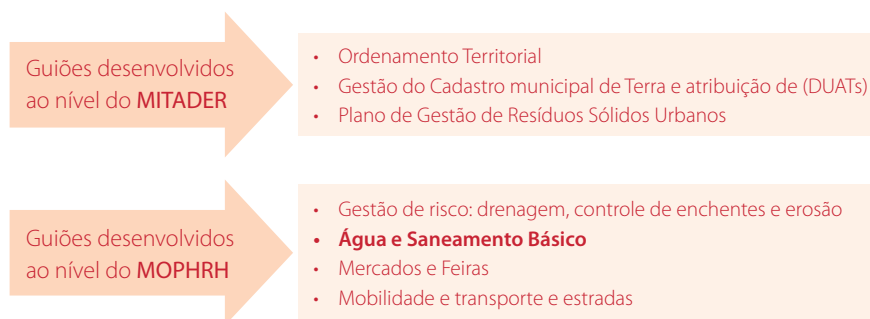 Guiões desenvolvidos
ao nível do MITADER
• Ordenamento Territorial
• Gestão do Cadastro municipal de Terra e atribuição de (DUATs)
• Plano de Gestão de Resíduos Sólidos Urbanos
Guiões desenvolvidos
ao nível do MOPHRH
• Gestão de risco: drenagem, controle de enchentes e erosão
• Água e Saneamento Básico
• Mercados e Feiras
• Mobilidade e transporte e estradas